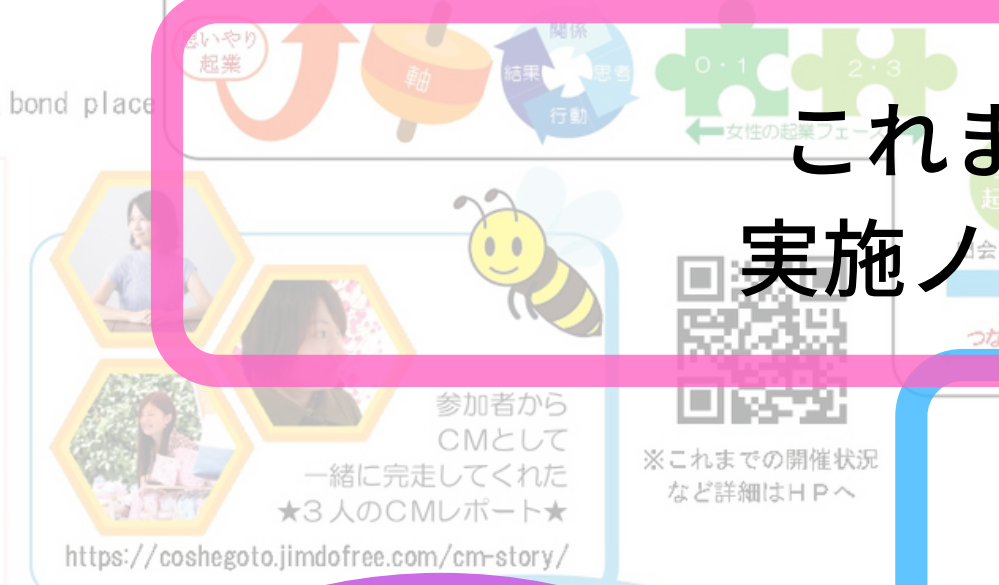 思いやり
起業
軸
関係
結果
思考
行動
0・1
2・3
女性の起業フェーズ
bond place
これま
実施ノ
つな
参加者から
CMとして
一緒に完走してくれた
★3人のCMレポート★
https://coshegoto.jimdofree.com/cm-story/
※これまでの開催状況
など詳細はHPへ